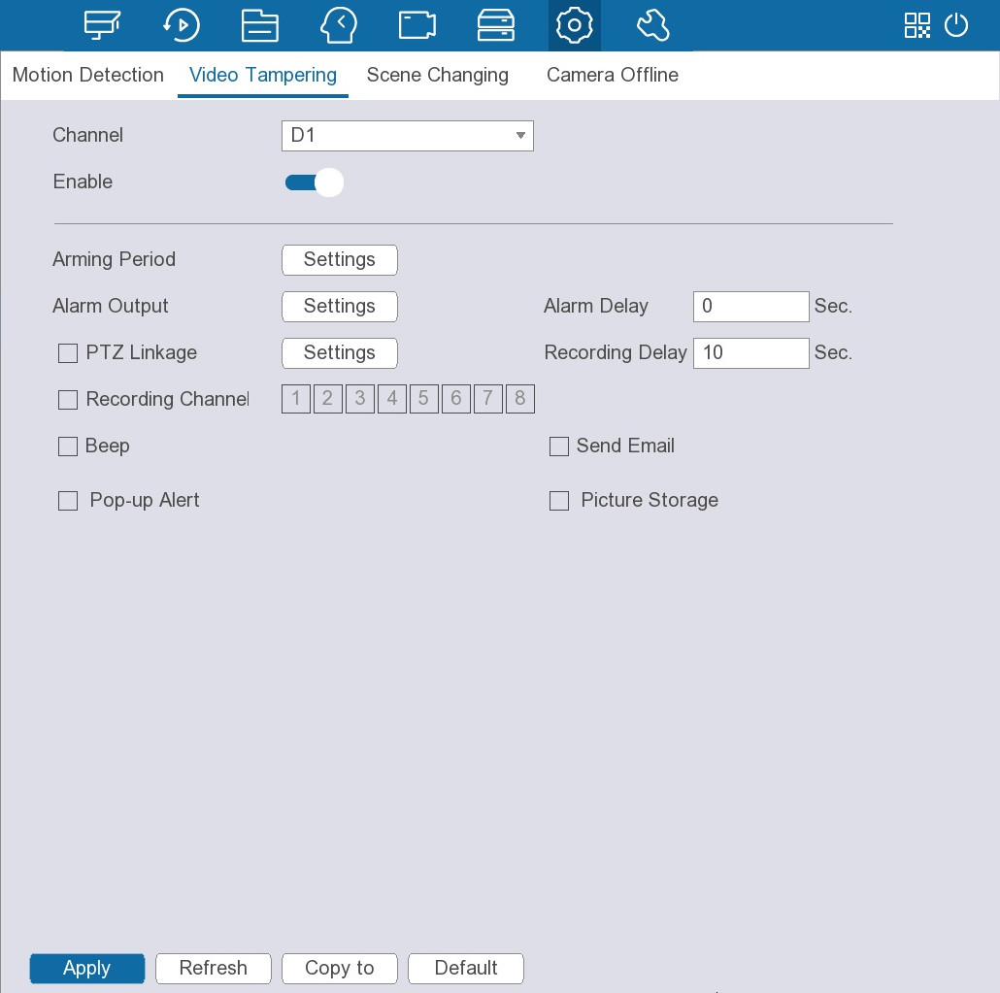 Motion Detection Video Tampering Scene Changing Camera Offline
Channel D1
Enable
Arming Period Settings
Alarm Output Settings Alarm Delay 0 Sec.
PTZ Linkage Settings Recording Delay 10 Sec.
Recording Channel 1 2 3 4 5 6 7 8
Beep Send Email
Pop-up Alert Picture Storage
Apply Refresh Copy to Default